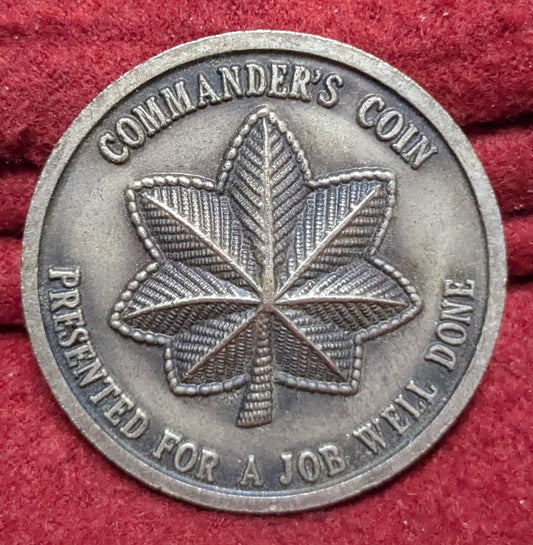 COMMANDER'S COIN
PRESENTED FOR A JOB WELL DONE